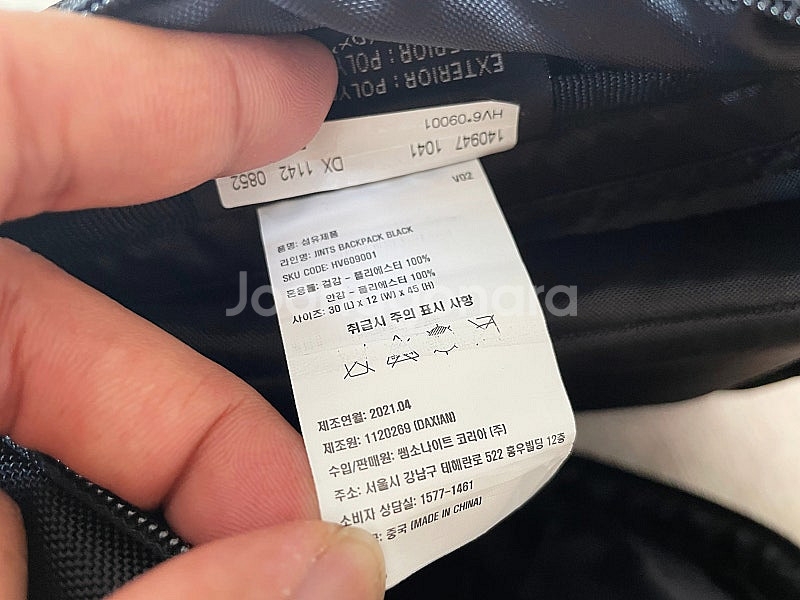 EXTERIOR : POLY
HV6*09001
140947 1041 DX 1142 0852
V02
품명: 섬유제품
라인명: JINTS BACKPACK BLACK
SKU CODE: HV609001
혼용률: 겉감 - 폴리에스터 100%
안감 - 폴리에스터 100%
사이즈: 30 (L) X 12 (W) X 45 (H)
취급시 주의 표시 사항
제조연월: 2021.04
제조원: 1120269 (DAXIAN)
수입/판매원: 쌤소나이트 코리아 (주)
주소: 서울시 강남구 테헤란로 522 홍우빌딩 12층
소비자 상담실: 1577-1461
중국 (MADE IN CHINA)